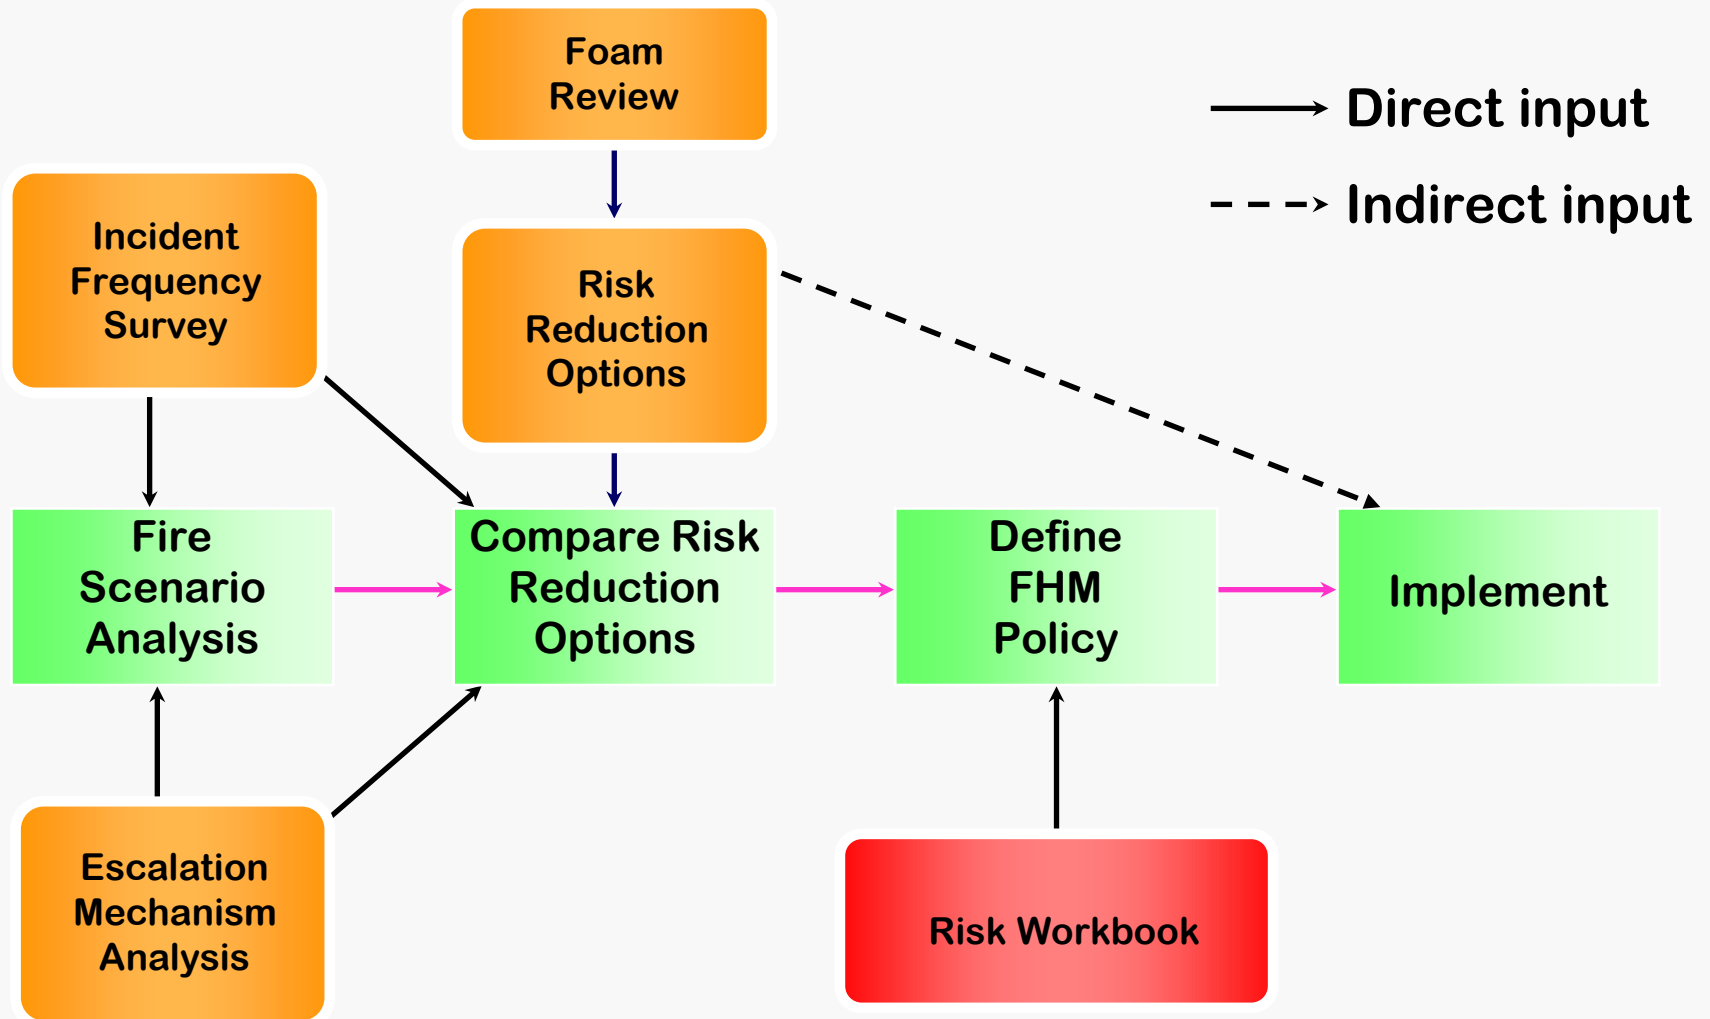 Foam
Review
Direct input
Indirect input
Incident
Frequency
Survey
Risk
Reduction
Options
Fire
Scenario
Analysis
Compare Risk
Reduction
Options
Define
FHM
Policy
Implement
Escalation
Mechanism
Analysis
Risk Workbook